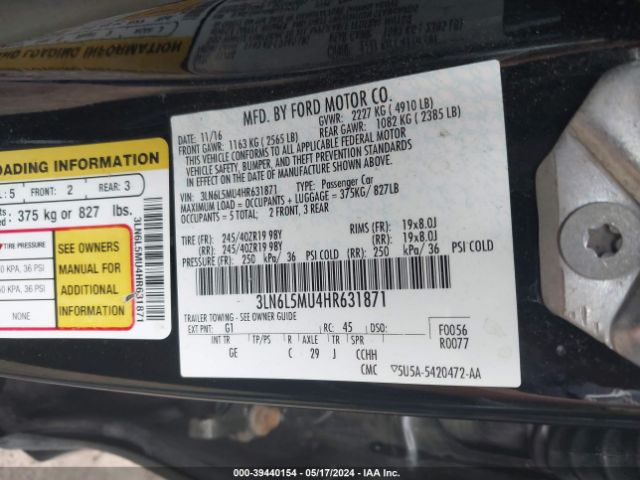 MFD. BY FORD MOTOR CO.
DATE: 11/16
GVWR: 2227 KG ( 4910 LB)
FRONT GAWR: 1163 KG ( 2565 LB)
REAR GAWR: 1082 KG ( 2385 LB)
THIS VEHICLE CONFORMS TO ALL APPLICABLE FEDERAL MOTOR
VEHICLE SAFETY, BUMPER, AND THEFT PREVENTION STANDARDS
IN EFFECT ON THE DATE OF MANUFACTURE SHOWN ABOVE.
VIN: 3LN6L5MU4HR631871 TYPE: Passenger Car
MAXIMUM LOAD: OCCUPANTS + LUGGAGE = 375KG/ 827LB
OCCUPANTS: 5 TOTAL; 2 FRONT, 3 REAR
TIRE (FR): 245/40ZR19 98Y RIMS (FR): 19x8.0J
(RR): 245/40ZR19 98Y (RR): 19x8.0J
PRESSURE(FR): 250 kPa/ 36 PSI COLD (RR): 250 kPa/ 36 PSI COLD
3LN6L5MU4HR631871
TRAILER TOWING - SEE OWNER GUIDE
EXT PNT: G1 RC: 45 DSO: F0056
INT TR TP/PS R AXLE TR SPR R0077
GE C 29 J CCHH
CMC 5U5A-5420472-AA
LOADING INFORMATION
: 5 FRONT: 2 REAR: 3
375 kg or 827 lbs.
TIRE PRESSURE
KPA, 36 PSI
KPA, 36 PSI
NONE
SEE OWNERS
MANUAL FOR
ADDITIONAL
INFORMATION
3LN6L5MU4HR631871
000-39440154 - 05/17/2024 - IAA Inc.